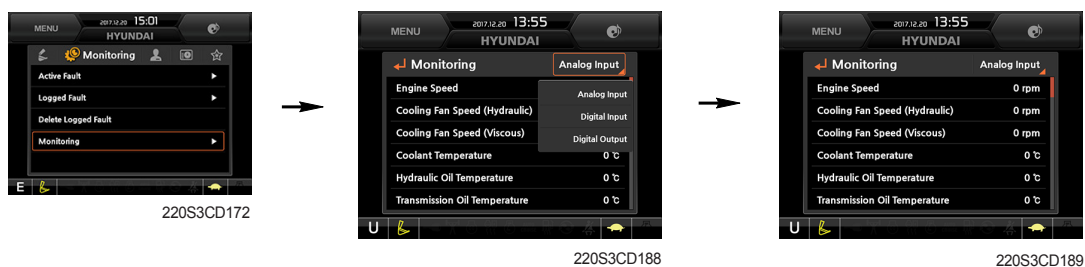 MENU
2017.12.20 15:01
HYUNDAI
Monitoring
Active Fault
Logged Fault
Delete Logged Fault
Monitoring
E
220S3CD172
MENU
2017.12.20 13:55
HYUNDAI
Monitoring
Analog Input
Engine Speed
Analog Input
Cooling Fan Speed (Hydraulic)
Digital Input
Cooling Fan Speed (Viscous)
Digital Output
Coolant Temperature 0 ℃
Hydraulic Oil Temperature 0 ℃
Transmission Oil Temperature 0 ℃
U
220S3CD188
MENU
2017.12.20 13:55
HYUNDAI
Monitoring
Analog Input
Engine Speed 0 rpm
Cooling Fan Speed (Hydraulic) 0 rpm
Cooling Fan Speed (Viscous) 0 rpm
Coolant Temperature 0 ℃
Hydraulic Oil Temperature 0 ℃
Transmission Oil Temperature 0 ℃
U
220S3CD189